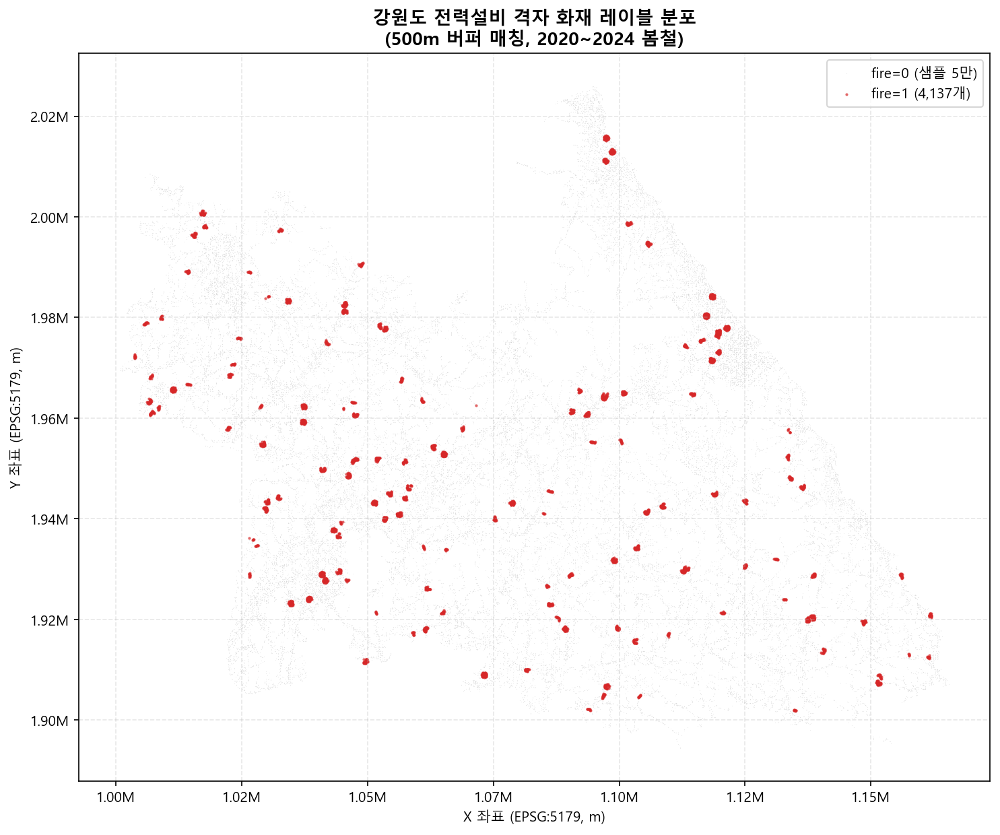 강원도 전력설비 격자 화재 레이블 분포
(500m 버퍼 매칭, 2020~2024 봄철)
fire=0 (샘플 5만)
fire=1 (4,137개)
2.02M
2.00M
1.98M
1.96M
1.94M
1.92M
1.90M
Y 좌표 (EPSG:5179, m)
1.00M 1.02M 1.05M 1.07M 1.10M 1.12M 1.15M
X 좌표 (EPSG:5179, m)